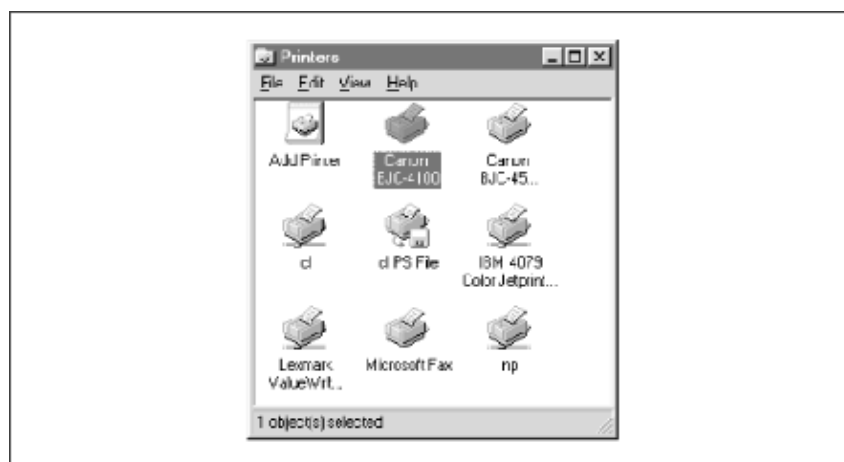 Printers
File Edit View Help
Add Printer
Canon
BJC-4100
Canon
BJC-45...
cl
cl PS File
IBM 4079
Color Jetprint...
Lexmark
ValueWrit...
Microsoft Fax
np
1 object(s) selected